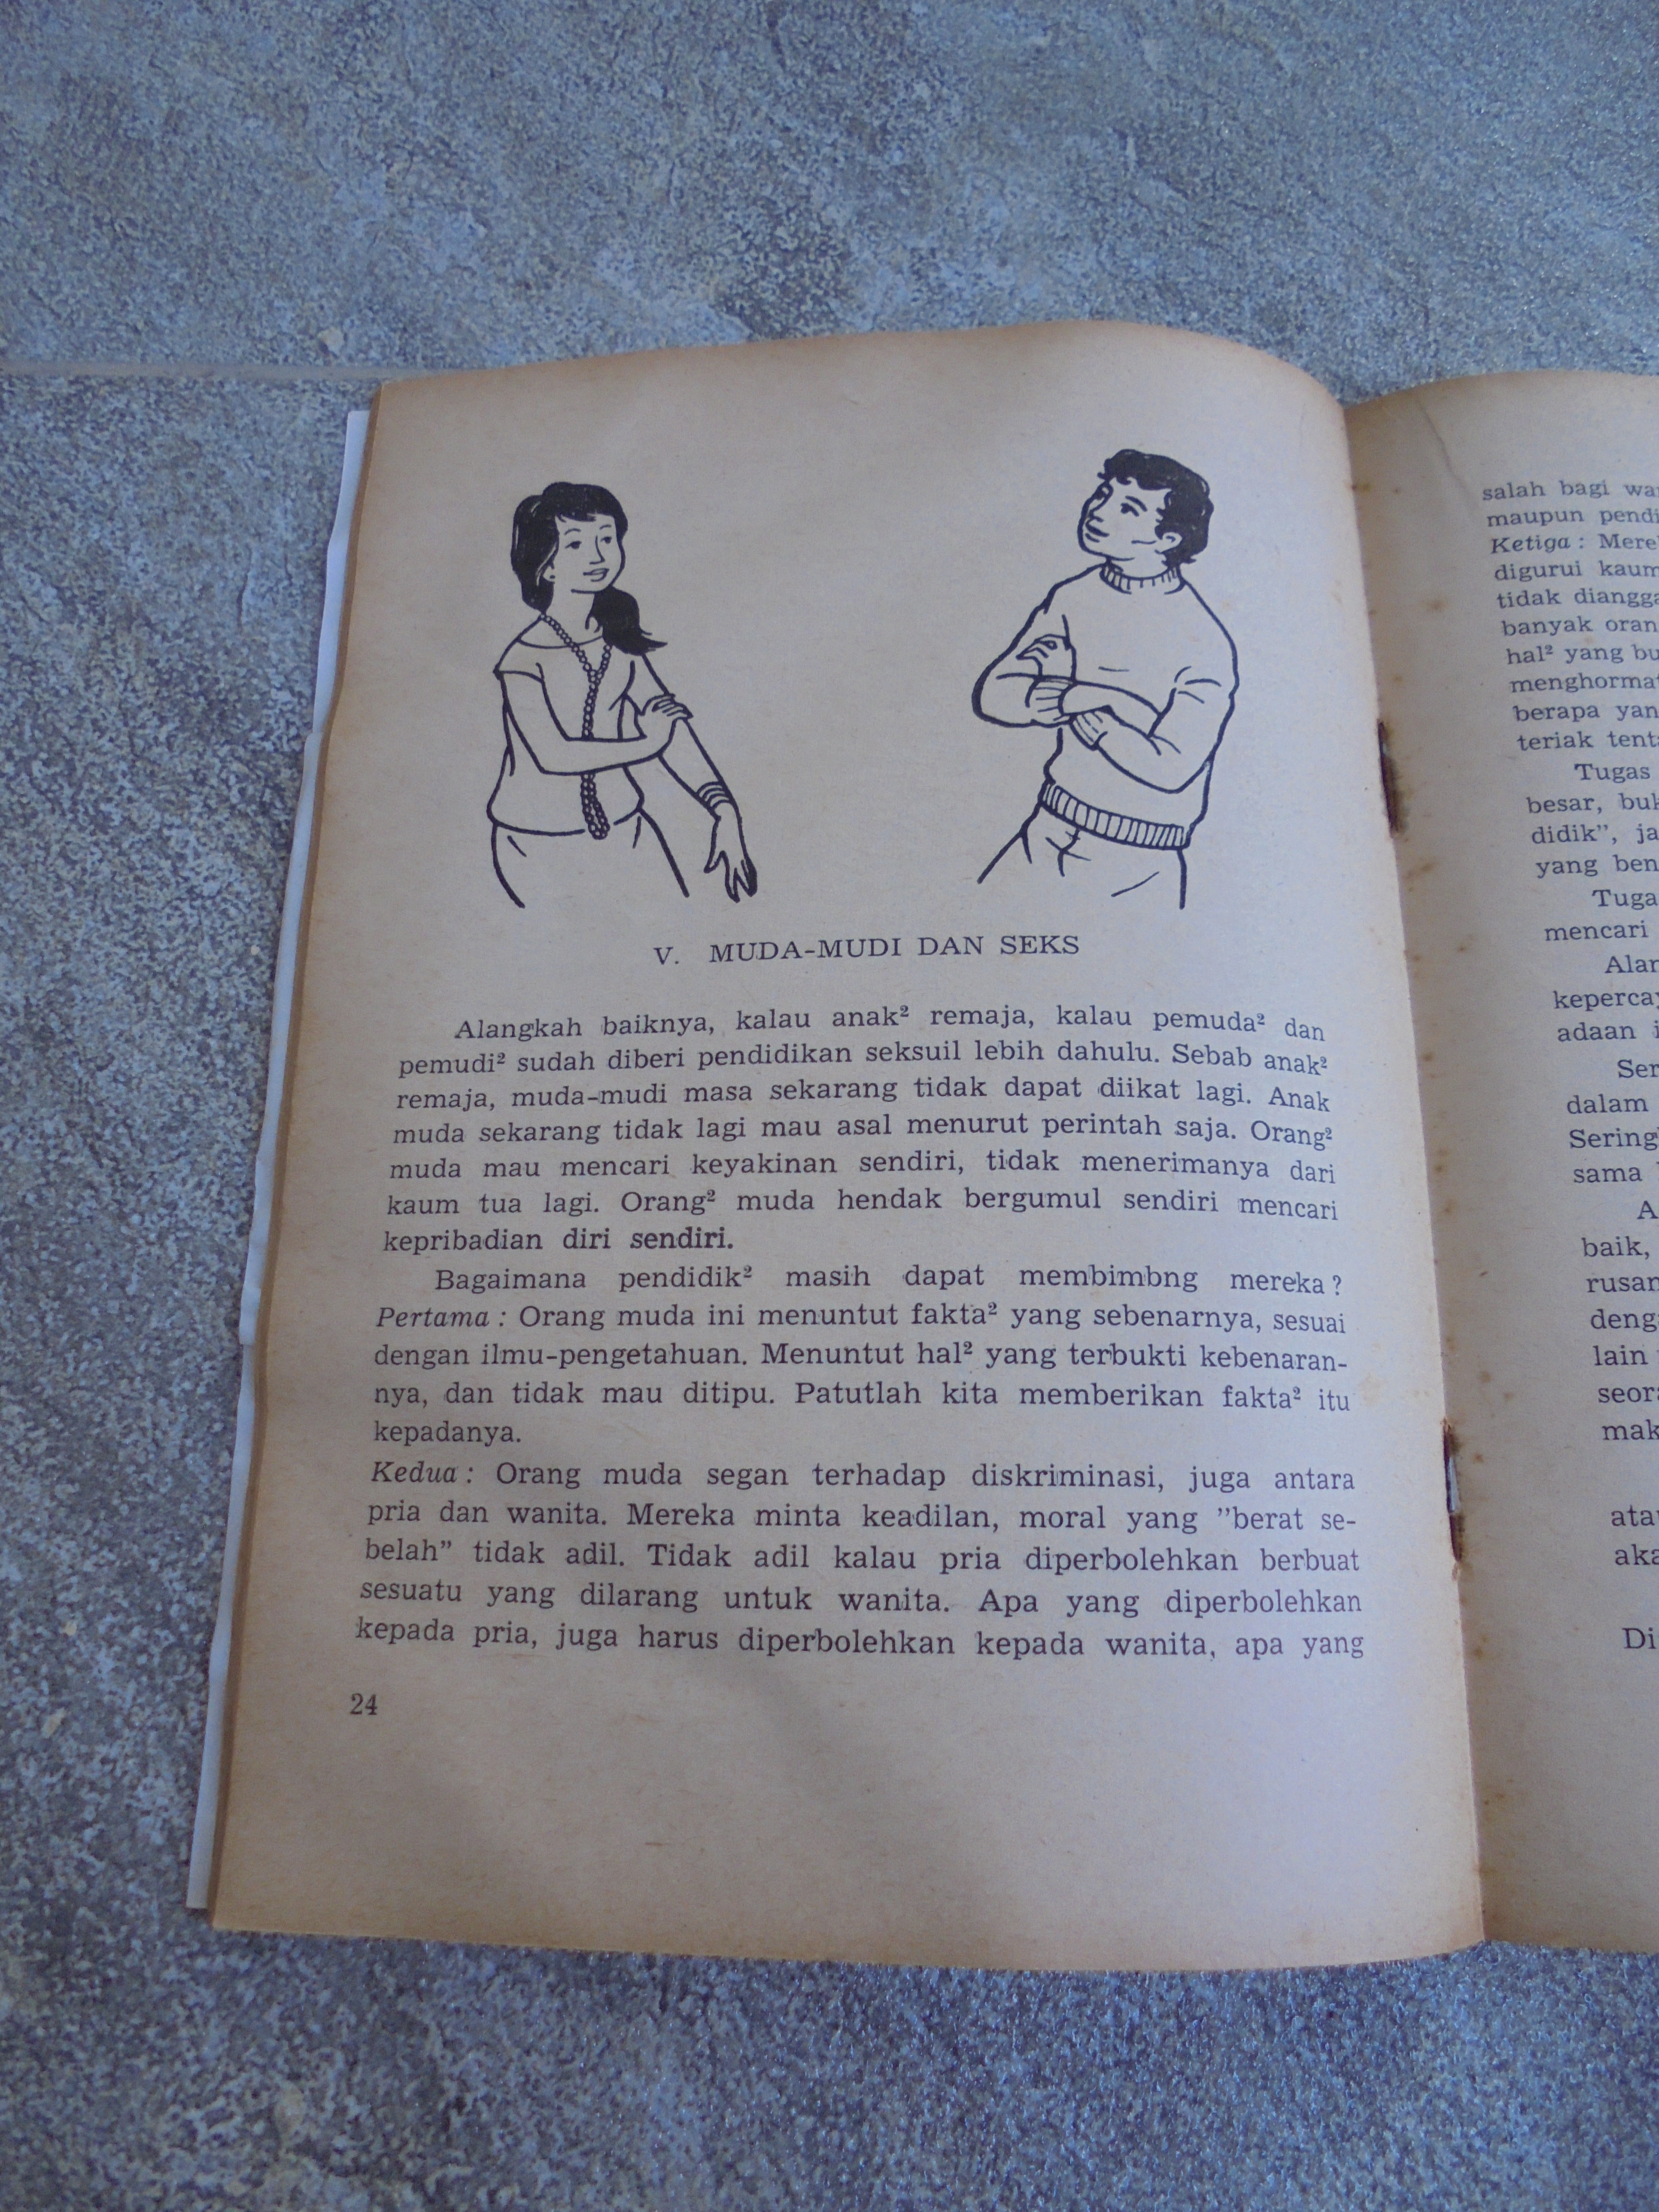 V. MUDA-MUDI DAN SEKS
Alangkah baiknya, kalau anak² remaja, kalau pemuda² dan
pemudi² sudah diberi pendidikan seksuil lebih dahulu. Sebab anak²
remaja, muda-mudi masa sekarang tidak dapat diikat lagi. Anak
muda sekarang tidak lagi mau asal menurut perintah saja. Orang²
muda mau mencari keyakinan sendiri, tidak menerimanya dari
kaum tua lagi. Orang² muda hendak bergumul sendiri mencari
kepribadian diri sendiri.
Bagaimana pendidik² masih dapat membimbng mereka?
Pertama : Orang muda ini menuntut fakta² yang sebenarnya, sesuai
dengan ilmu-pengetahuan. Menuntut hal² yang terbukti kebenaran-
nya, dan tidak mau ditipu. Patutlah kita memberikan fakta² itu
kepadanya.
Kedua : Orang muda segan terhadap diskriminasi, juga antara
pria dan wanita. Mereka minta keadilan, moral yang ”berat se-
belah” tidak adil. Tidak adil kalau pria diperbolehkan berbuat
sesuatu yang dilarang untuk wanita. Apa yang diperbolehkan
kepada pria, juga harus diperbolehkan kepada wanita, apa yang
24
salah bagi
maupun
Ketiga :
digurui
tidak
banyak
hal² yang
menghormat
berapa
teriak
Tugas
besar,
didik”,
yang
mencari
dalam
sama
baik,
lain